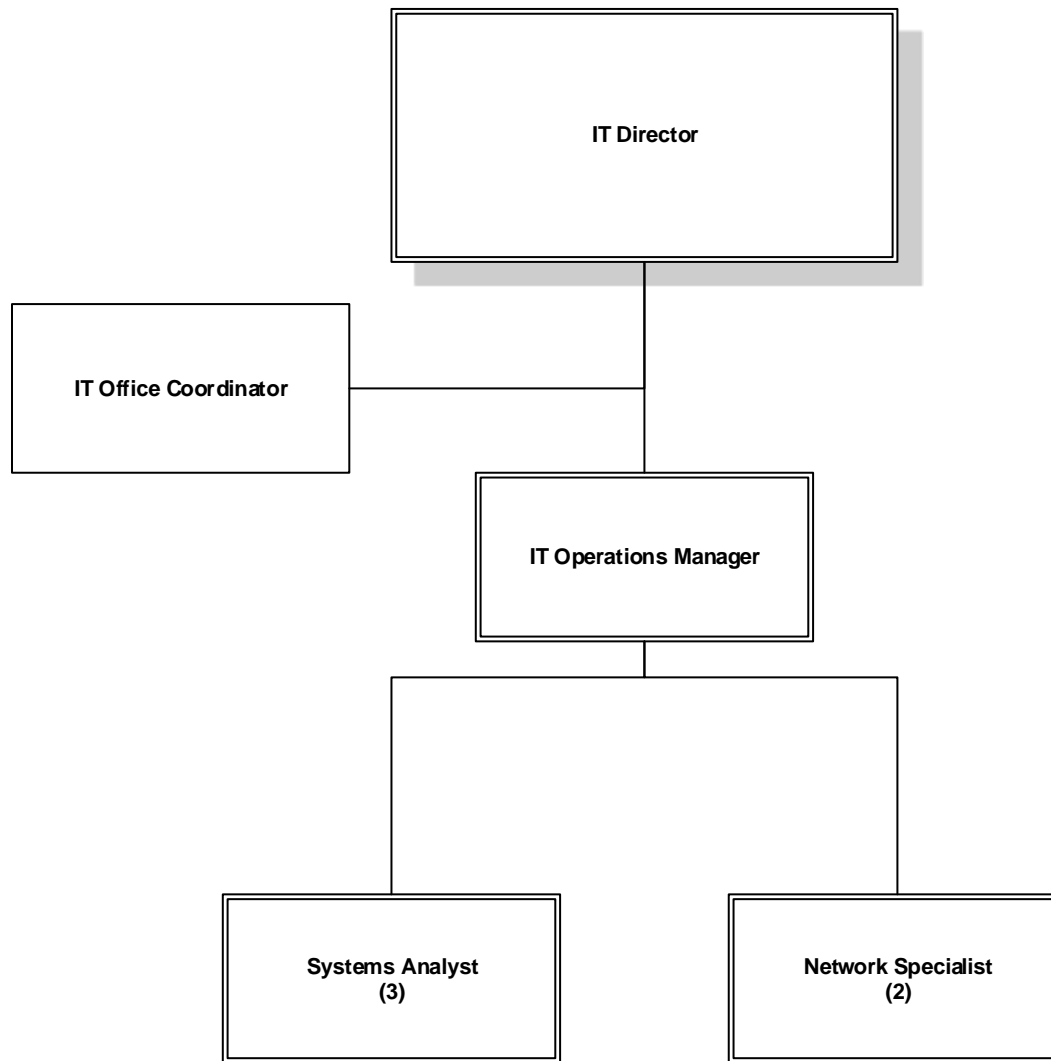 IT Director
IT Office Coordinator
IT Operations Manager
Systems Analyst
(3)
Network Specialist
(2)